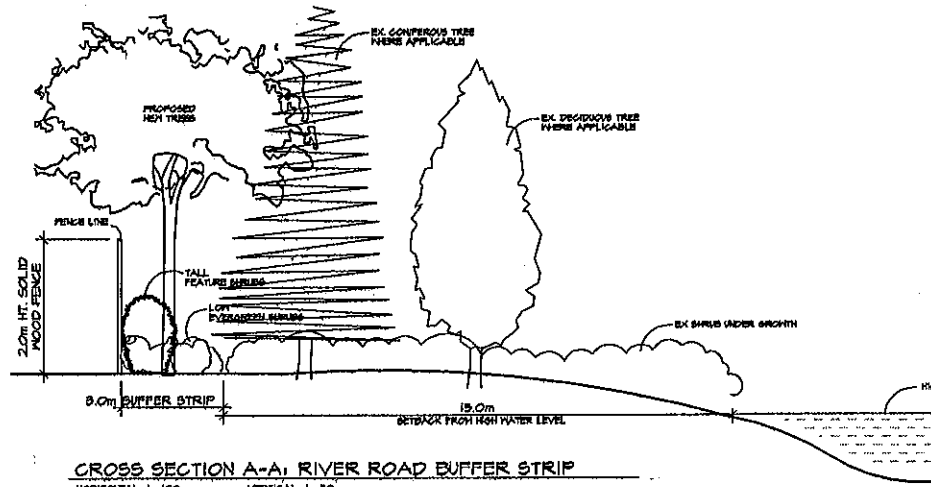 EX. CONIFEROUS TREE
WHERE APPLICABLE
PROPOSED
NEW TREES
EX. DECIDUOUS TREE
WHERE APPLICABLE
FENCE LINE
2.0m HT. SOLID
WOOD FENCE
TALL
FEATURE SHRUBS
LOW
EVERGREEN SHRUBS
EX SHRUB UNDER GROWTH
3.0m BUFFER STRIP
15.0m
SETBACK FROM HIGH WATER LEVEL
CROSS SECTION A-A: RIVER ROAD BUFFER STRIP